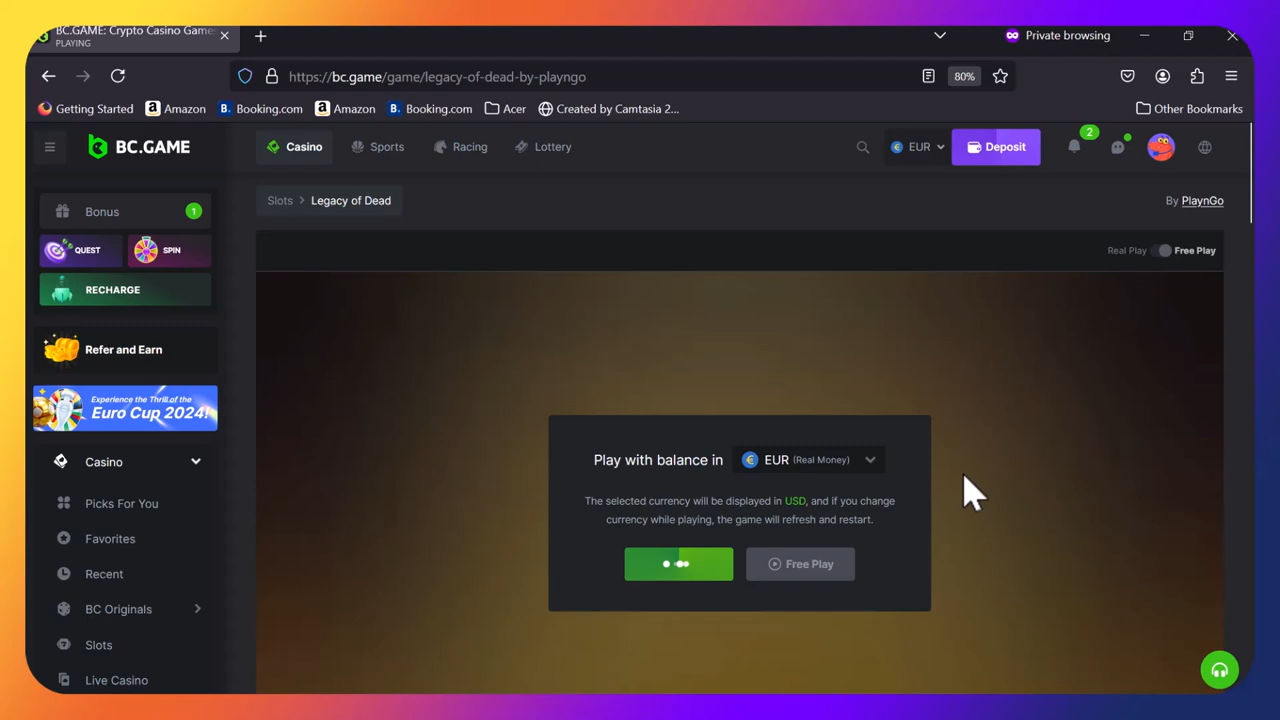 BC.GAME: Crypto Casino Game
PLAYING
Private browsing
https://bc.game/game/legacy-of-dead-by-playngo
80%
Getting Started
Amazon
Booking.com
Amazon
Booking.com
Acer
Created by Camtasia 2...
Other Bookmarks
BC.GAME
Casino
Sports
Racing
Lottery
EUR
Deposit
2
Bonus
1
QUEST
SPIN
RECHARGE
Refer and Earn
Experience the Thrill of the
Euro Cup 2024!
Casino
Picks For You
Favorites
Recent
BC Originals
Slots
Live Casino
Slots > Legacy of Dead
By PlaynGo
Real Play
Free Play
Play with balance in
EUR (Real Money)
The selected currency will be displayed in USD, and if you change
currency while playing, the game will refresh and restart.
Free Play